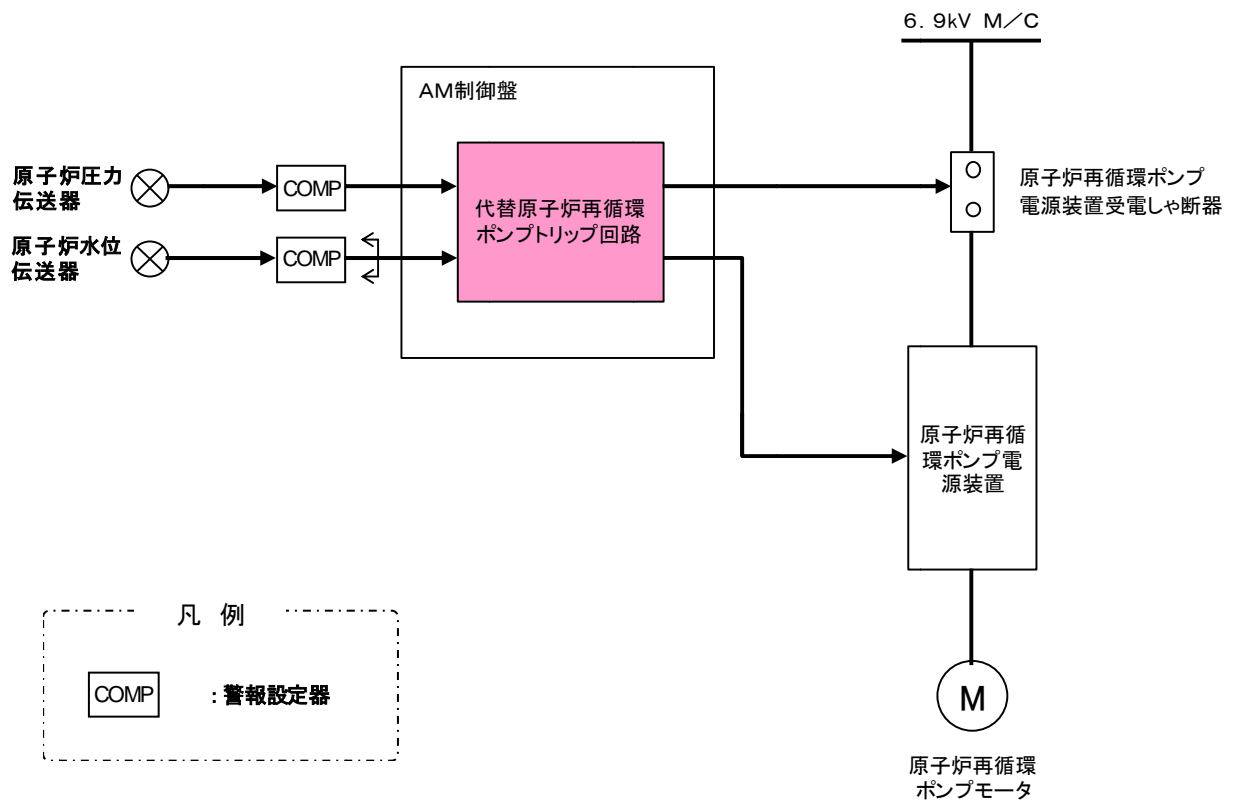 6.9kV M/C
AM制御盤
原子炉圧力
伝送器
COMP
代替原子炉再循環
ポンプトリップ回路
原子炉再循環ポンプ
電源装置受電しゃ断器
原子炉水位
伝送器
COMP
原子炉再循
環ポンプ電
源装置
凡 例
COMP
:警報設定器
M
原子炉再循環
ポンプモータ